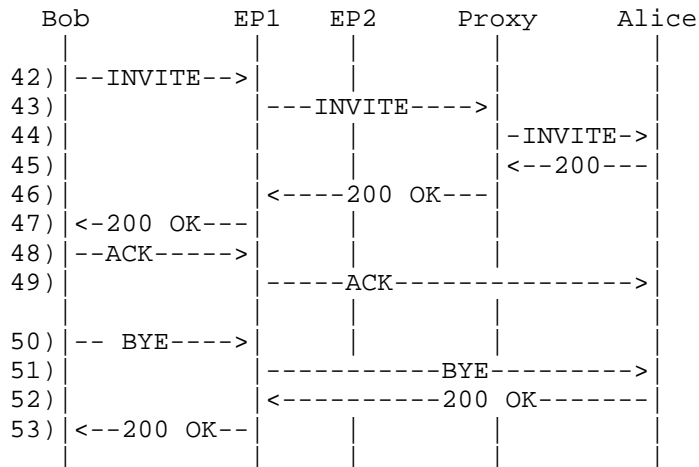 Bob         EP1   EP2      Proxy      Alice
    |           |     |        |         |
42)|--INVITE-->|     |        |         |
43)|           |---INVITE---->|         |
44)|           |     |        |-INVITE->|
45)|           |     |        |<--200---|
46)|           |<----200 OK---|         |
47)|<-200 OK---|     |        |         |
48)|--ACK----->|     |        |         |
49)|           |-----ACK--------------->|
    |           |     |        |         |
50)|-- BYE---->|     |        |         |
51)|           |-----------BYE--------->|
52)|           |<----------200 OK-------|
53)|<--200 OK--|     |        |         |
    |           |     |        |         |